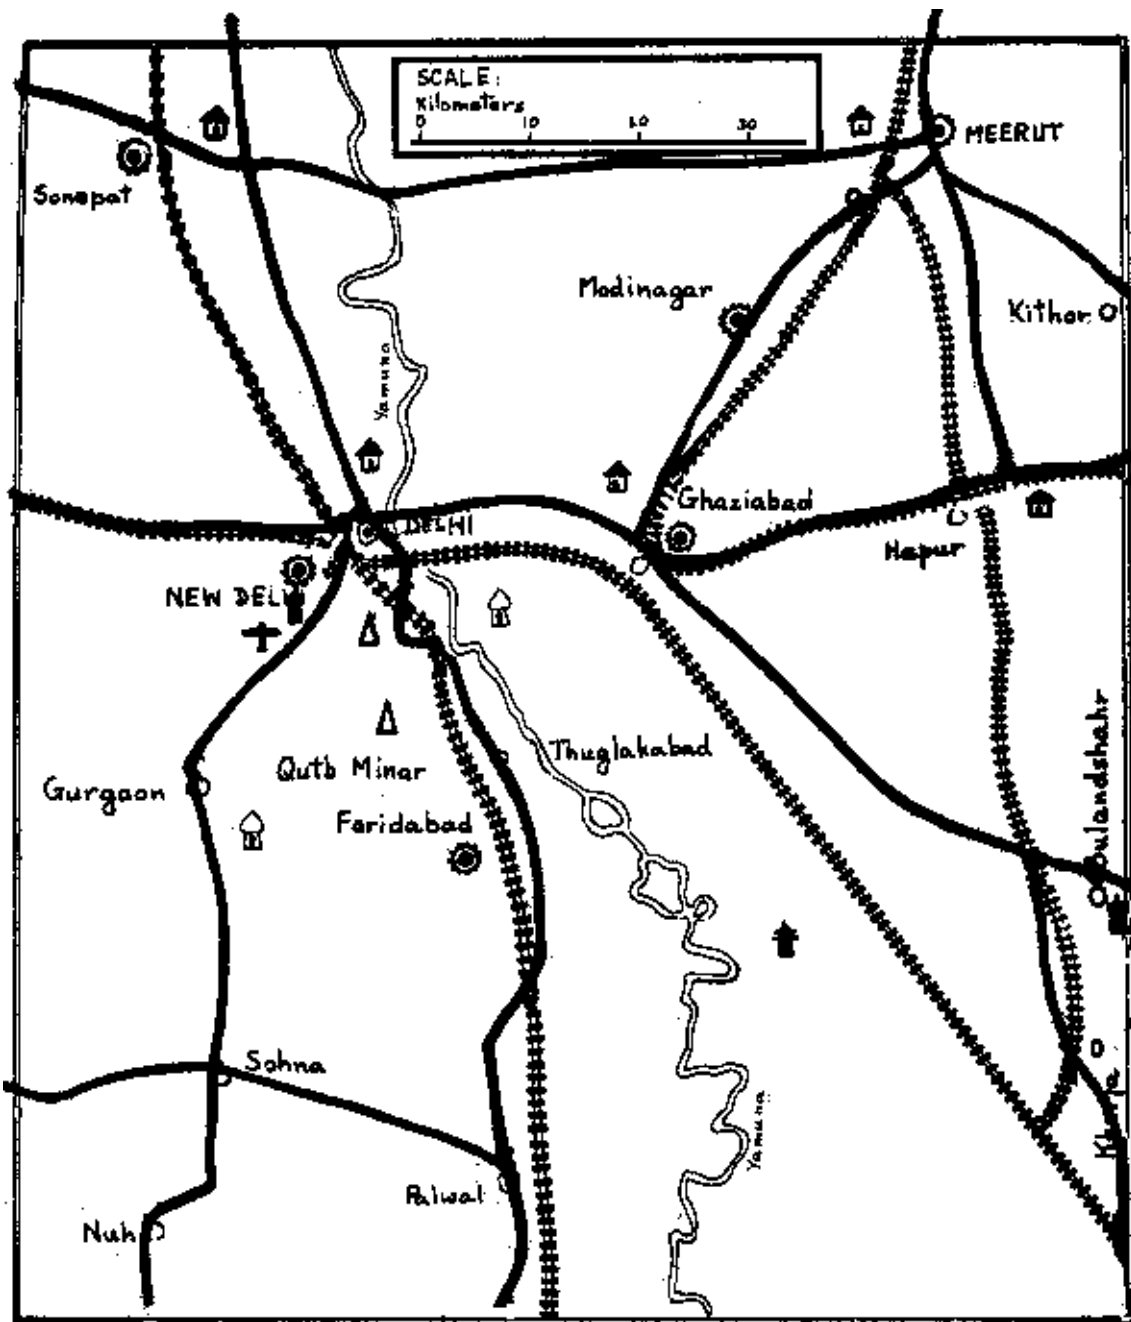 SCALE:
Kilometers
0 10 20 30
MEERUT
Sonepat
Modinagar
Kithor
Yamuna
Ghaziabad
DELHI
Hapur
NEW DELHI
Bulandshahr
Thuglakabad
Qutb Minar
Gurgaon
Faridabad
Sohna
Khurja
Yamuna
Palwal
Nuh